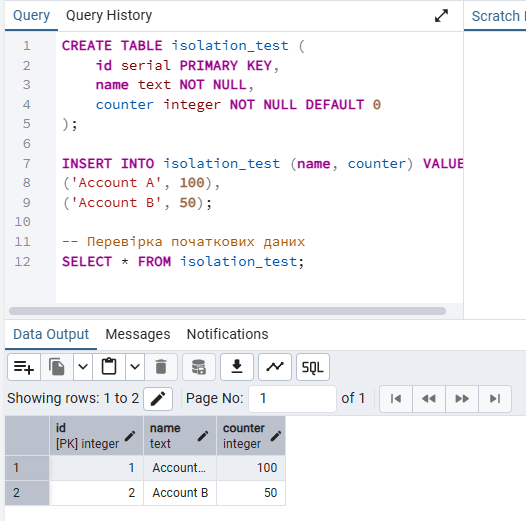 Query Query History Scratch
1 CREATE TABLE isolation_test (
2 id serial PRIMARY KEY,
3 name text NOT NULL,
4 counter integer NOT NULL DEFAULT 0
5 );
6
7 INSERT INTO isolation_test (name, counter) VALUE
8 ('Account A', 100),
9 ('Account B', 50);
10
11 -- Перевірка початкових даних
12 SELECT * FROM isolation_test;
Data Output Messages Notifications
SQL
Showing rows: 1 to 2 Page No: 1 of 1
id name counter
[PK] integer text integer
1 1 Account… 100
2 2 Account B 50